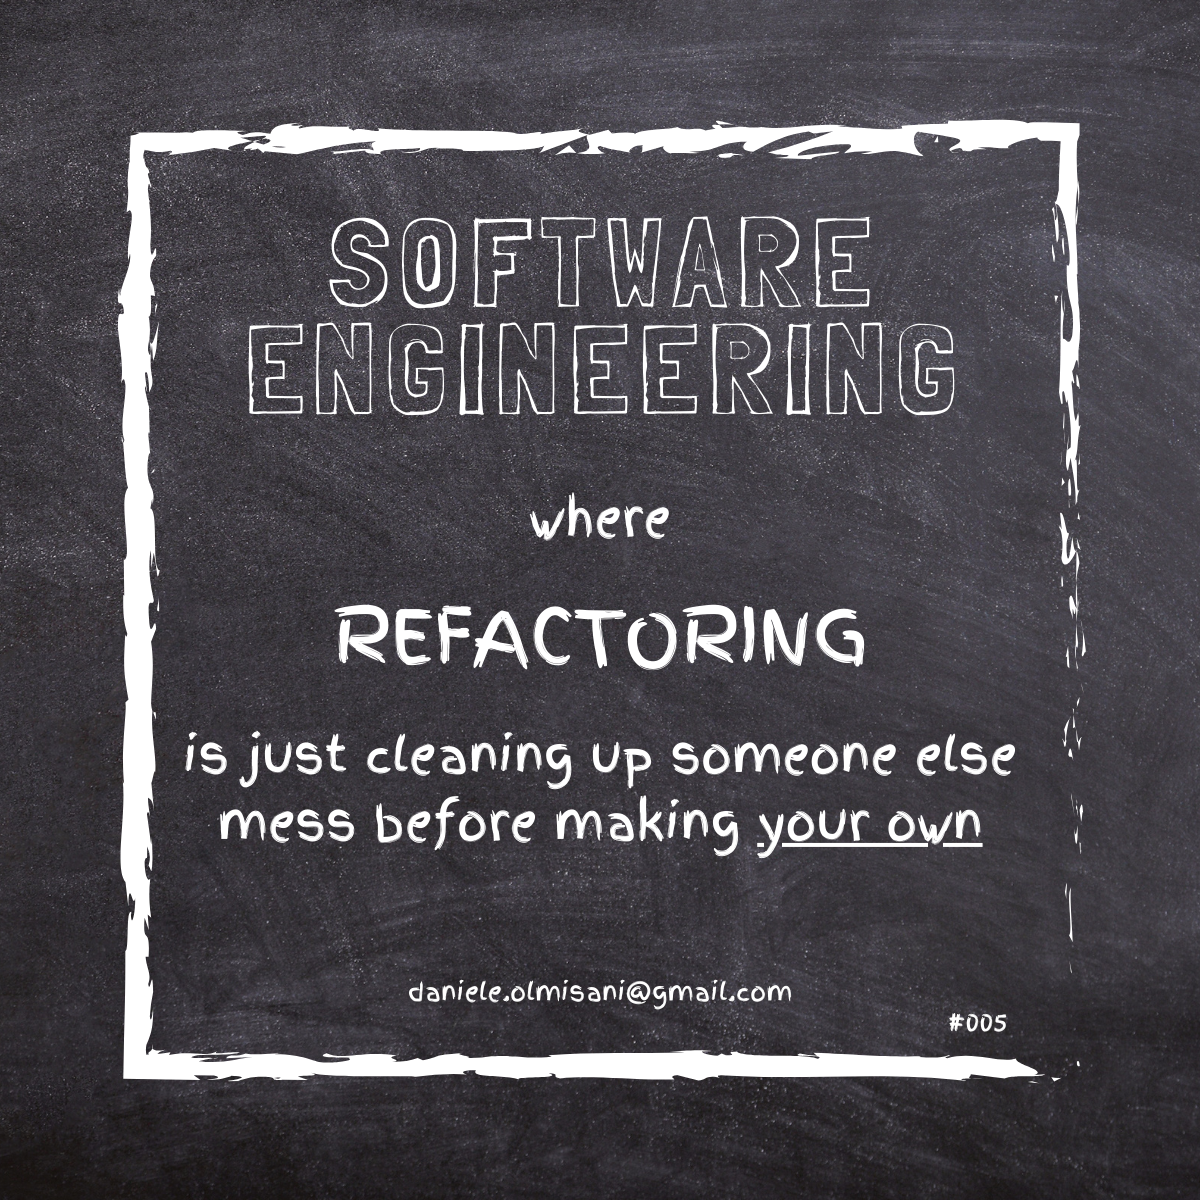 SOFTWARE
ENGINEERING
where
REFACTORING
is just cleaning up someone else
mess before making your own
daniele.olmisani@gmail.com
#005